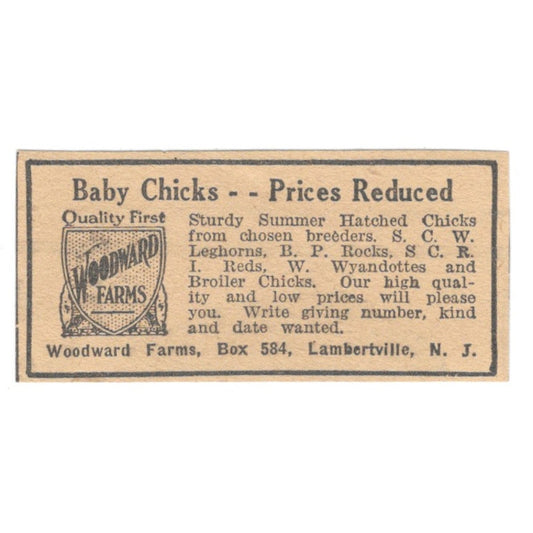 Baby Chicks - - Prices Reduced
Quality First
WOODWARD
FARMS
Sturdy Summer Hatched Chicks
from chosen breeders. S. C. W.
Leghorns, B. P. Rocks, S C. R.
I. Reds, W. Wyandottes and
Broiler Chicks. Our high qual-
ity and low prices will please
you. Write giving number, kind
and date wanted.
Woodward Farms, Box 584, Lambertville, N. J.